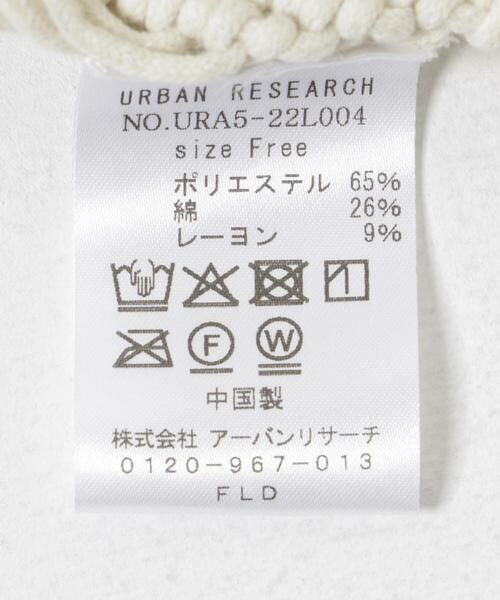 URBAN RESEARCH
NO.URA5-22L004
size Free
ポリエステル 65%
綿 26%
レーヨン 9%
F W
中国製
株式会社 アーバンリサーチ
0120-967-013
FLD